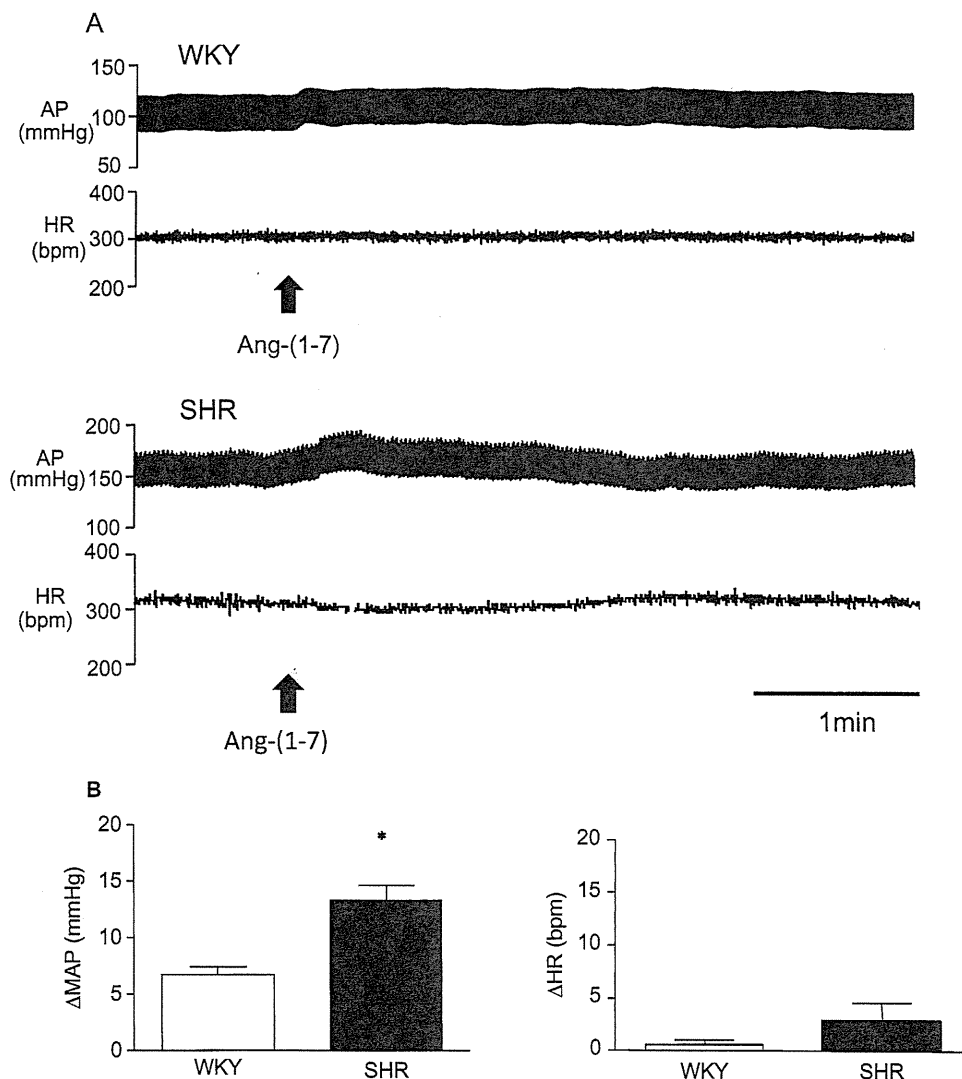 A
WKY
150
AP
(mmHg)
100
50
400
HR
(bpm)
300
200
Ang-(1-7)
SHR
200
AP
(mmHg)
150
100
400
HR
(bpm)
300
200
1min
Ang-(1-7)
B
20
*
15
ΔMAP (mmHg)
10
5
0
WKY
SHR
20
15
ΔHR (bpm)
10
5
0
WKY
SHR